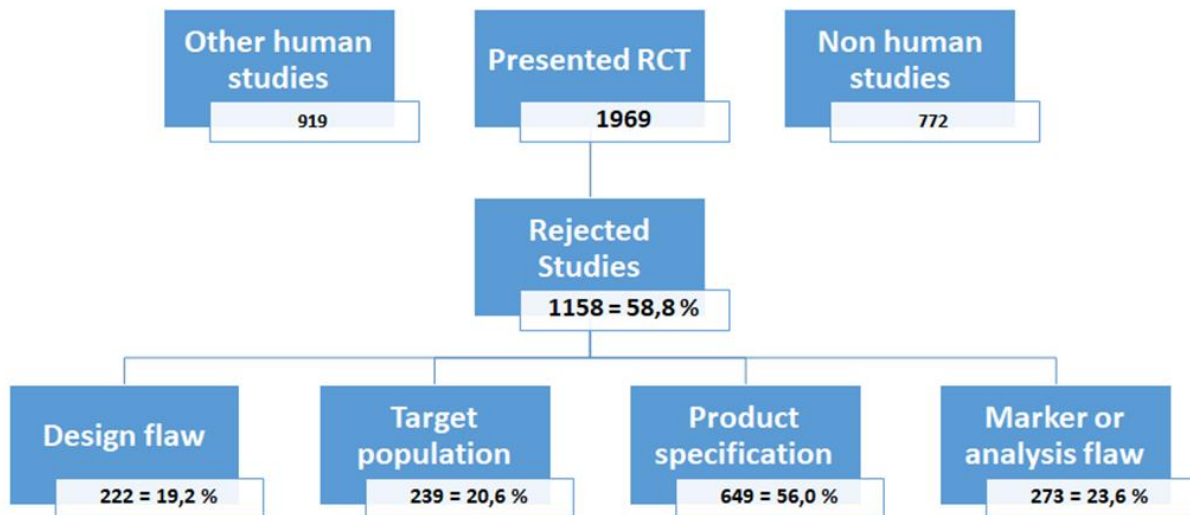 Other human
studies
919
Presented RCT
1969
Non human
studies
772
Rejected
Studies
1158 = 58,8 %
Design flaw
222 = 19,2 %
Target
population
239 = 20,6 %
Product
specification
649 = 56,0 %
Marker or
analysis flaw
273 = 23,6 %